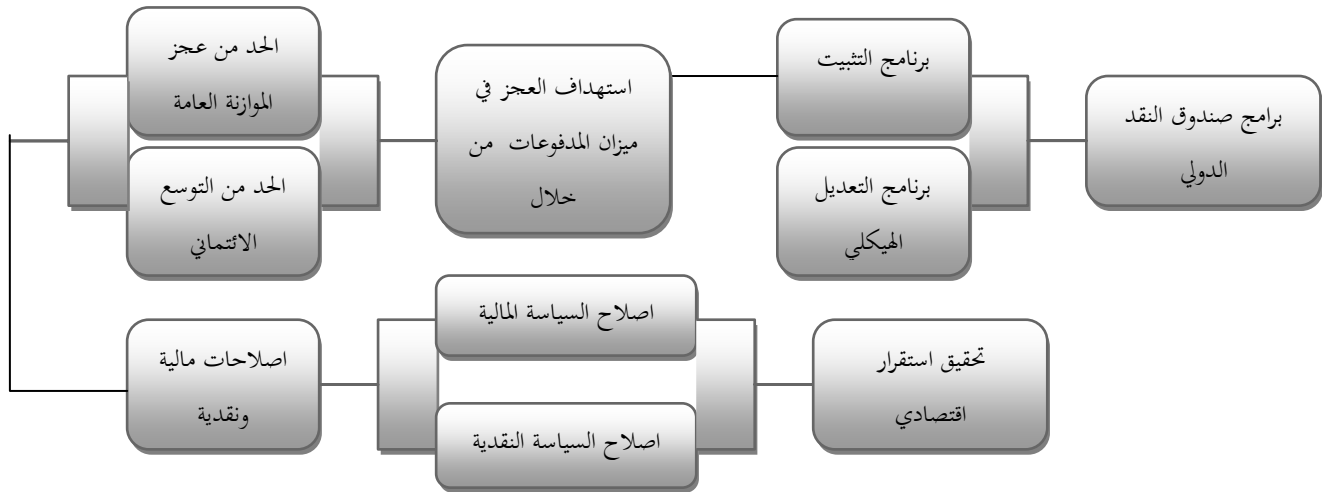 برامج صندوق النقد
الدولي
برنامج التثبيت
برنامج التعديل
الهيكلي
استهداف العجز في
ميزان المدفوعات من
خلال
الحد من عجز
الموازنة العامة
الحد من التوسع
الائتماني
اصلاحات مالية
ونقدية
اصلاح السياسة المالية
اصلاح السياسة النقدية
تحقيق استقرار
اقتصادي